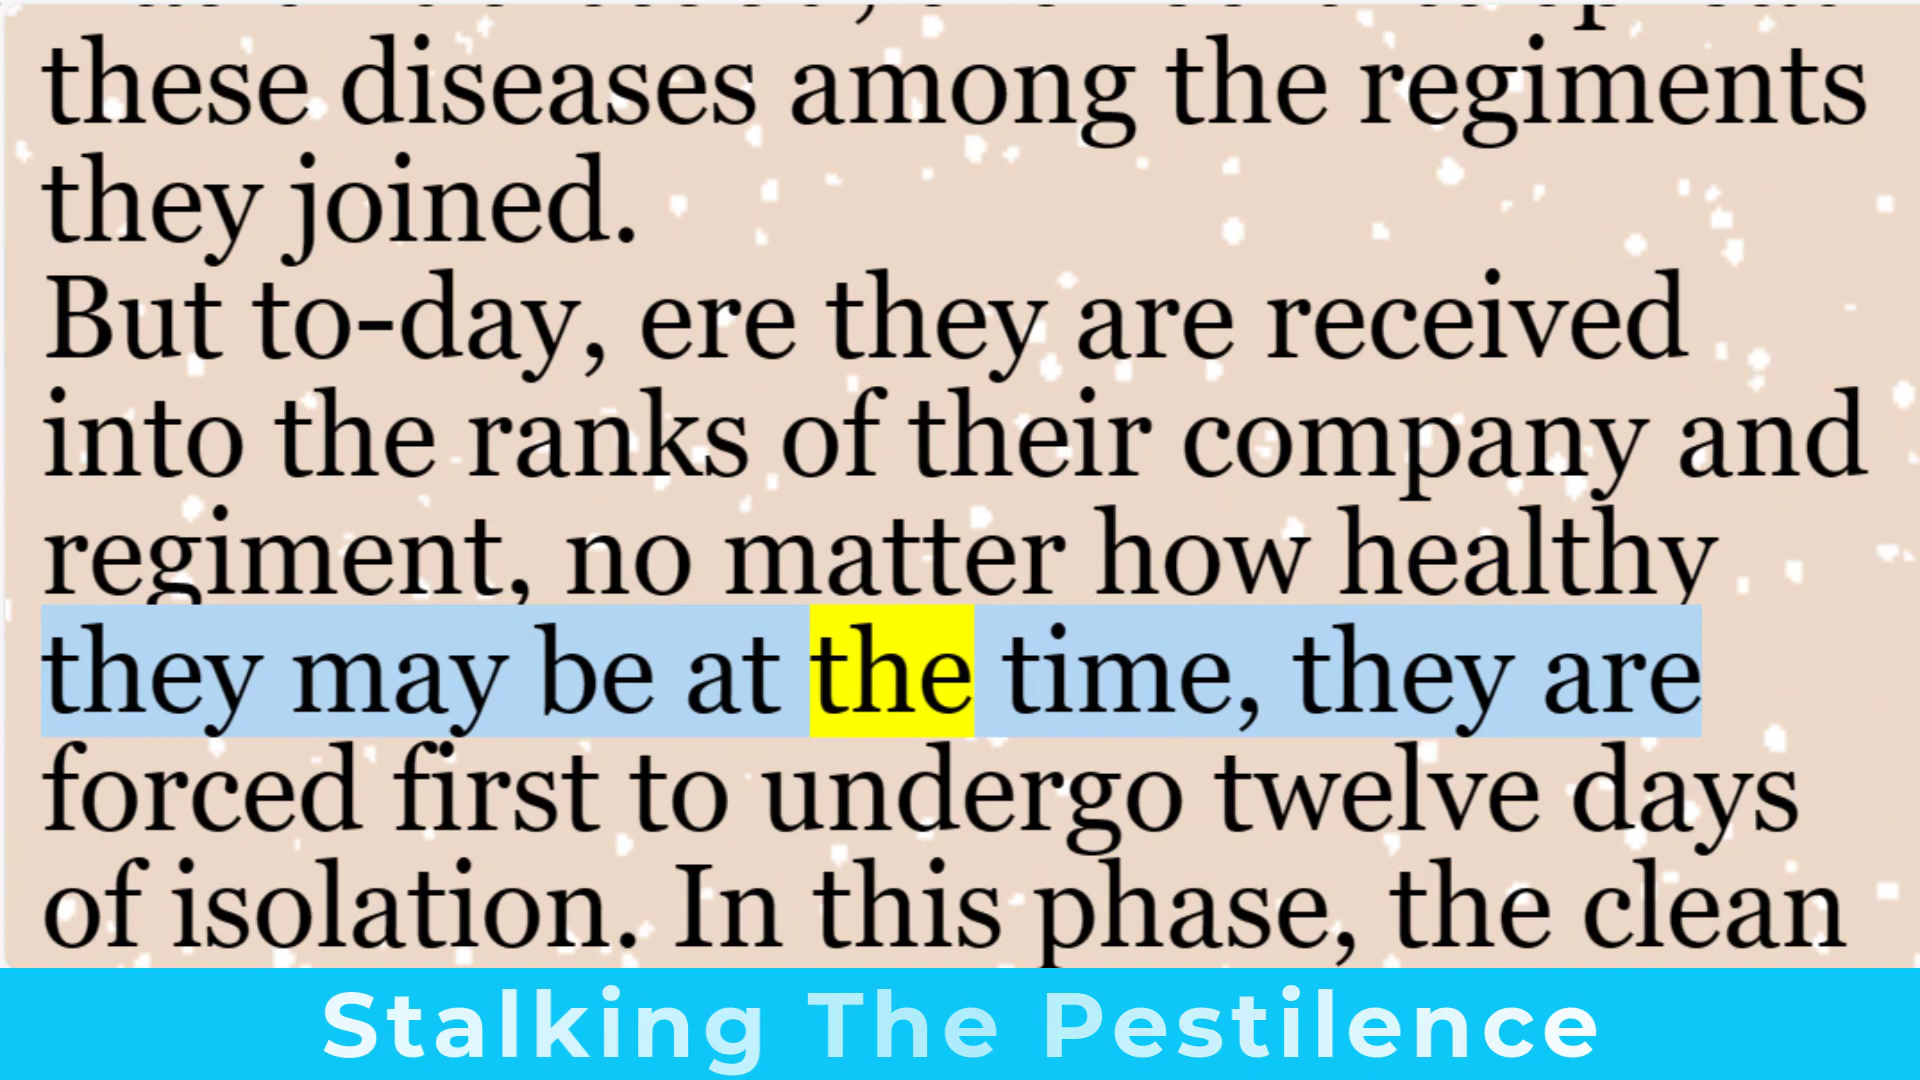 these diseases among the regiments
they joined.
But to-day, ere they are received
into the ranks of their company and
regiment, no matter how healthy
they may be at the time, they are
forced first to undergo twelve days
of isolation. In this phase, the clean
Stalking The Pestilence